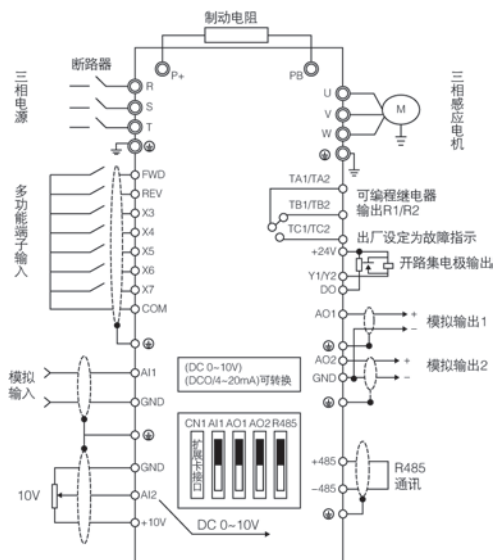 制动电阻
P+
PB
断路器
三相电源
R
S
T
U
V
W
M
三相感应电机
多功能端子输入
FWD
REV
X3
X4
X5
X6
X7
COM
TA1/TA2
TB1/TB2
TC1/TC2
可编程继电器
输出R1/R2
出厂设定为故障指示
+24V
Y1/Y2
DO
开路集电极输出
AO1
+
-
模拟输出1
AO2
GND
+
-
模拟输出2
模拟
输入
AI1
GND
(DC 0~10V)
(DCO/4~20mA)可转换
CN1 AI1 AO1 AO2 R485
扩展卡接口
GND
10V
AI2
+10V
DC 0~10V
+485
-485
R485
通讯